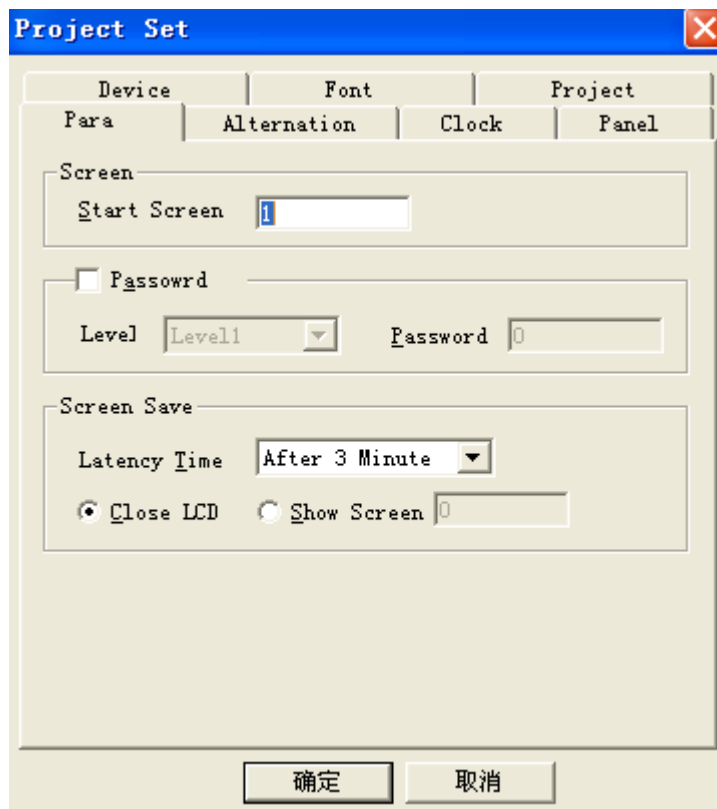 Project Set
Device Font Project
Para Alternation Clock Panel
Screen
Start Screen 1
Passowrd
Level Level1 Password 0
Screen Save
Latency Time After 3 Minute
Close LCD Show Screen 0
确定 取消